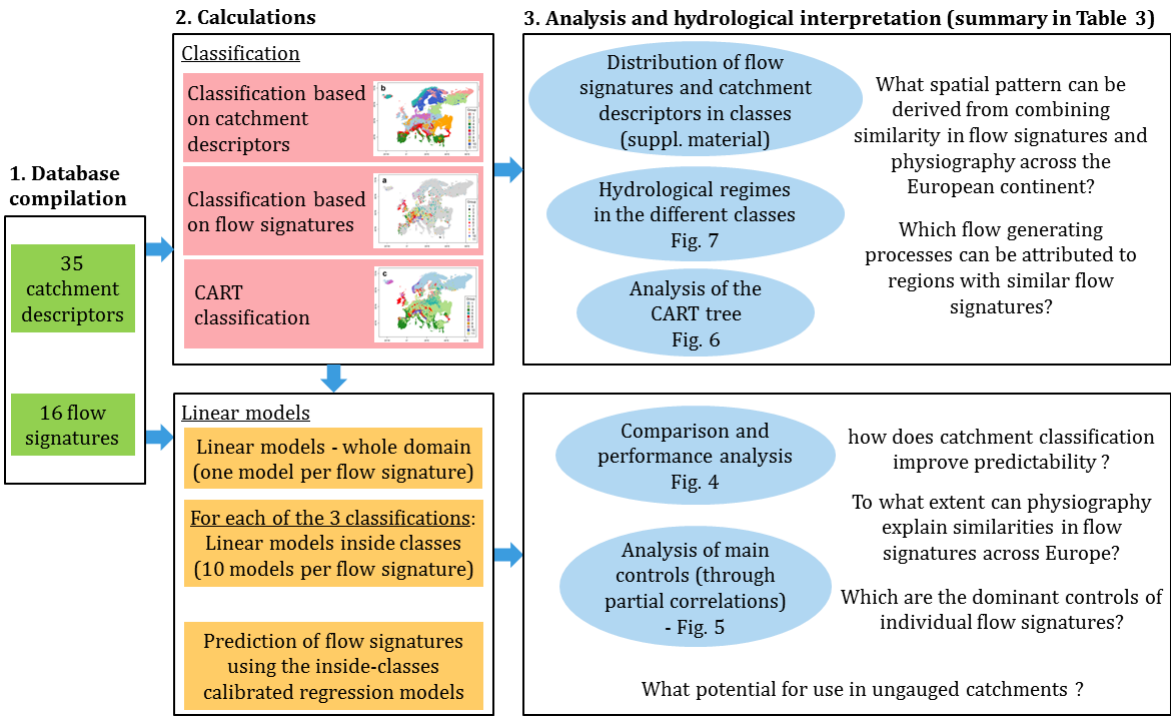 1. Database
compilation
35
catchment
descriptors
16 flow
signatures
2. Calculations
Classification
Classification based
on catchment
descriptors
b
Classification based
on flow signatures
a
CART
classification
c
Linear models
Linear models - whole domain
(one model per flow signature)
For each of the 3 classifications:
Linear models inside classes
(10 models per flow signature)
Prediction of flow signatures
using the inside-classes
calibrated regression models
3. Analysis and hydrological interpretation (summary in Table 3)
Distribution of flow
signatures and catchment
descriptors in classes
(suppl. material)
Hydrological regimes
in the different classes
Fig. 7
Analysis of the
CART tree
Fig. 6
What spatial pattern can be
derived from combining
similarity in flow signatures and
physiography across the
European continent?
Which flow generating
processes can be attributed to
regions with similar flow
signatures?
Comparison and
performance analysis
Fig. 4
Analysis of main
controls (through
partial correlations)
- Fig. 5
how does catchment classification
improve predictability ?
To what extent can physiography
explain similarities in flow
signatures across Europe?
Which are the dominant controls of
individual flow signatures?
What potential for use in ungauged catchments ?